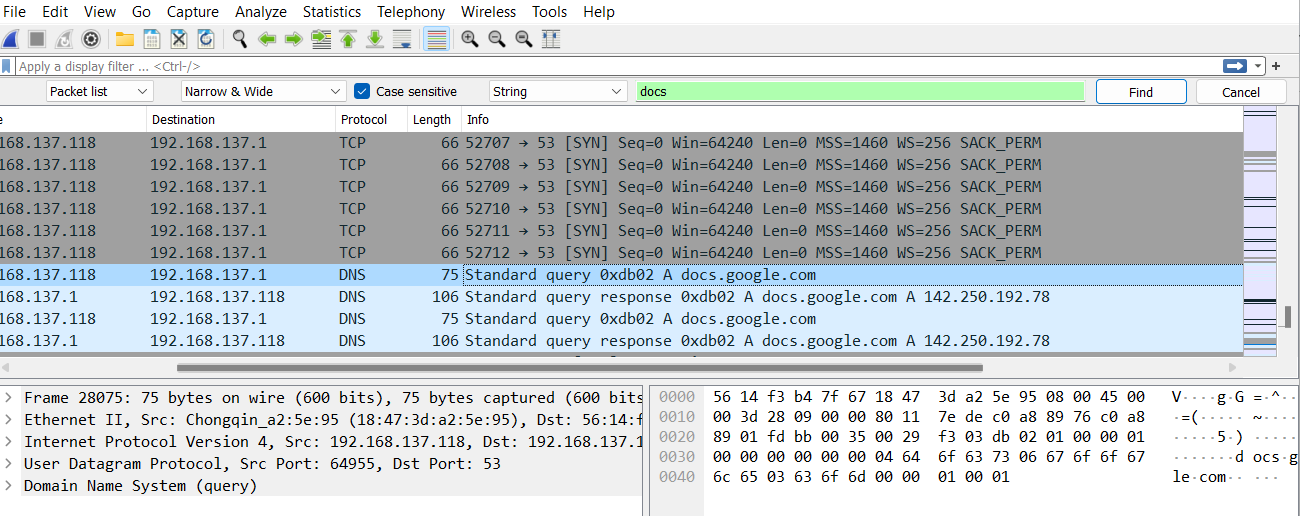 File Edit View Go Capture Analyze Statistics Telephony Wireless Tools Help
Apply a display filter ... <Ctrl-/>
Packet list Narrow & Wide Case sensitive String docs Find Cancel
e Destination Protocol Length Info
68.137.118 192.168.137.1 TCP 66 52707 → 53 [SYN] Seq=0 Win=64240 Len=0 MSS=1460 WS=256 SACK_PERM
68.137.118 192.168.137.1 TCP 66 52708 → 53 [SYN] Seq=0 Win=64240 Len=0 MSS=1460 WS=256 SACK_PERM
68.137.118 192.168.137.1 TCP 66 52709 → 53 [SYN] Seq=0 Win=64240 Len=0 MSS=1460 WS=256 SACK_PERM
68.137.118 192.168.137.1 TCP 66 52710 → 53 [SYN] Seq=0 Win=64240 Len=0 MSS=1460 WS=256 SACK_PERM
68.137.118 192.168.137.1 TCP 66 52711 → 53 [SYN] Seq=0 Win=64240 Len=0 MSS=1460 WS=256 SACK_PERM
68.137.118 192.168.137.1 TCP 66 52712 → 53 [SYN] Seq=0 Win=64240 Len=0 MSS=1460 WS=256 SACK_PERM
68.137.118 192.168.137.1 DNS 75 Standard query 0xdb02 A docs.google.com
68.137.1 192.168.137.118 DNS 106 Standard query response 0xdb02 A docs.google.com A 142.250.192.78
68.137.118 192.168.137.1 DNS 75 Standard query 0xdb02 A docs.google.com
68.137.1 192.168.137.118 DNS 106 Standard query response 0xdb02 A docs.google.com A 142.250.192.78
Frame 28075: 75 bytes on wire (600 bits), 75 bytes captured (600 bits
Ethernet II, Src: Chongqin_a2:5e:95 (18:47:3d:a2:5e:95), Dst: 56:14:f
Internet Protocol Version 4, Src: 192.168.137.118, Dst: 192.168.137.1
User Datagram Protocol, Src Port: 64955, Dst Port: 53
Domain Name System (query)
0000 56 14 f3 b4 7f 67 18 47 3d a2 5e 95 08 00 45 00 V····g·G =·^···E·
0010 00 3d 28 09 00 00 80 11 7e de c0 a8 89 76 c0 a8 ·=(····· ~
0020 89 01 fd bb 00 35 00 29 f3 03 db 02 01 00 00 01 ·····5·)
0030 00 00 00 00 00 00 04 64 6f 63 73 06 67 6f 6f 67 ·······d ocs·g
0040 6c 65 03 63 6f 6d 00 00 01 00 01 le·com·· ···